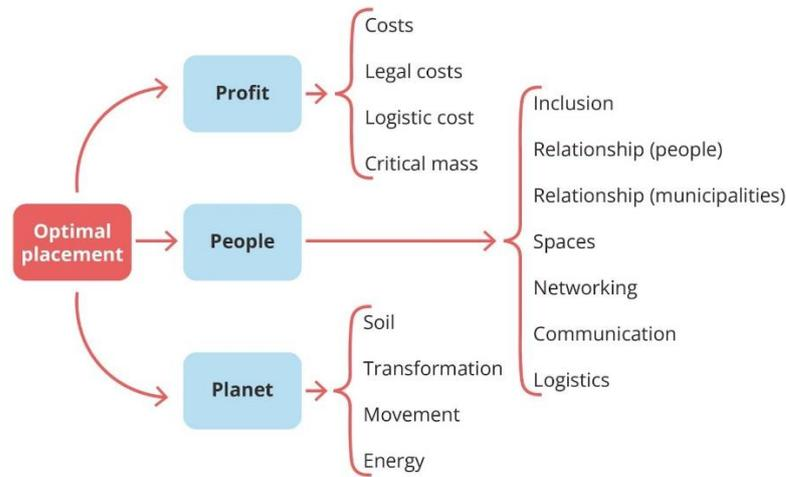 Optimal
placement
Profit
Costs
Legal costs
Logistic cost
Critical mass
People
Inclusion
Relationship (people)
Relationship (municipalities)
Spaces
Networking
Communication
Logistics
Planet
Soil
Transformation
Movement
Energy